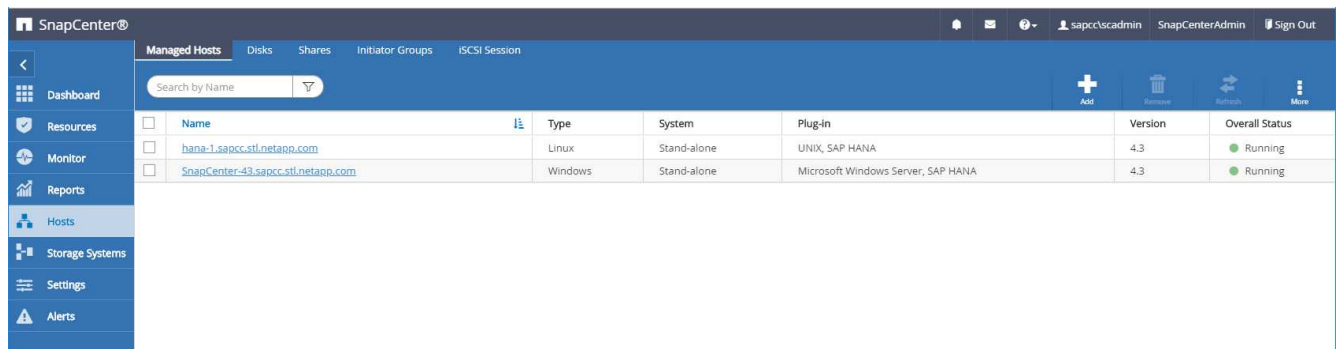 SnapCenter® sapcc\scadmin SnapCenterAdmin Sign Out
Managed Hosts Disks Shares Initiator Groups iSCSI Session
Search by Name
Add Remove Refresh More
Dashboard
Resources
Monitor
Reports
Hosts
Storage Systems
Settings
Alerts
Name Type System Plug-in Version Overall Status
hana-1.sapcc.stl.netapp.com Linux Stand-alone UNIX, SAP HANA 4.3 Running
SnapCenter-43.sapcc.stl.netapp.com Windows Stand-alone Microsoft Windows Server, SAP HANA 4.3 Running